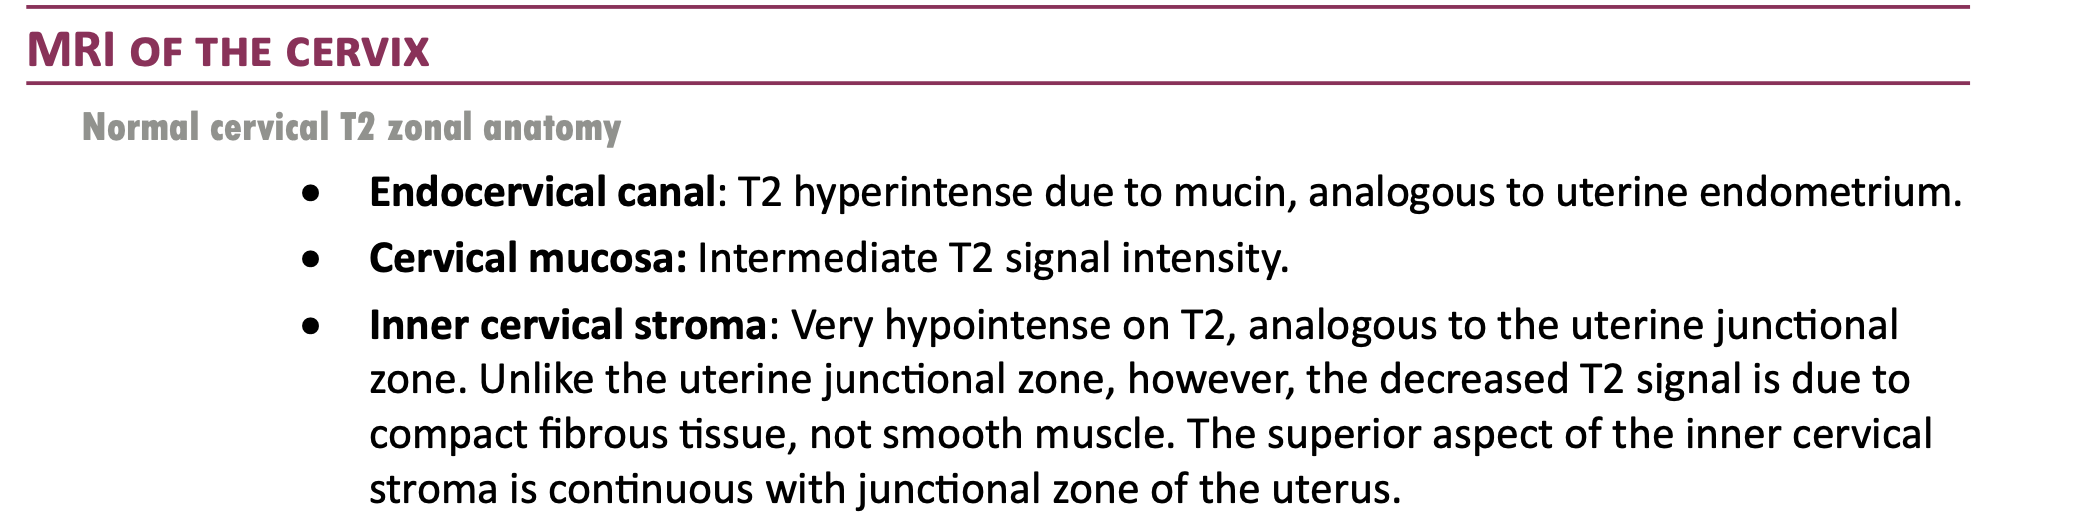 MRI OF THE CERVIX
Normal cervical T2 zonal anatomy
• Endocervical canal: T2 hyperintense due to mucin, analogous to uterine endometrium.
• Cervical mucosa: Intermediate T2 signal intensity.
• Inner cervical stroma: Very hypointense on T2, analogous to the uterine junctional
zone. Unlike the uterine junctional zone, however, the decreased T2 signal is due to
compact fibrous tissue, not smooth muscle. The superior aspect of the inner cervical
stroma is continuous with junctional zone of the uterus.